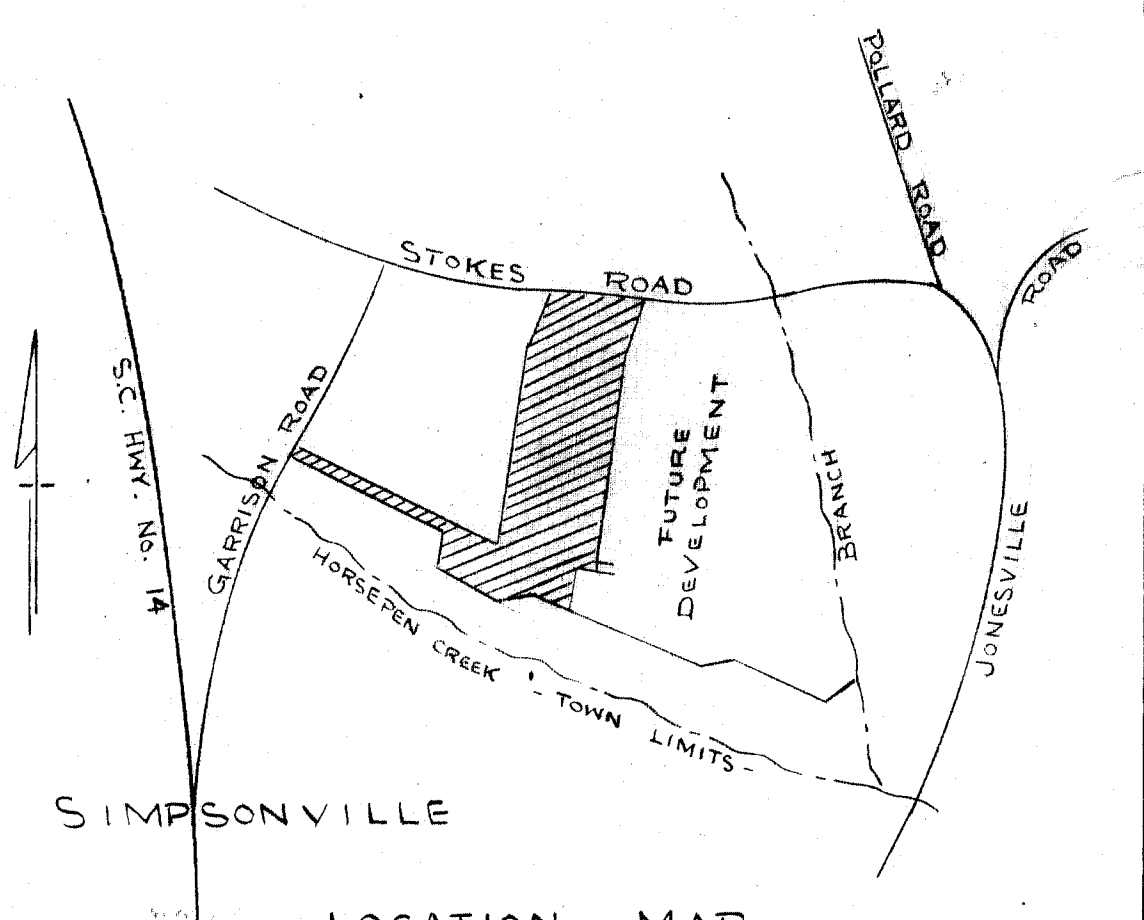 POLLARD ROAD
STOKES ROAD
ROAD
S.C. HWY. No. 14
GARRISON ROAD
FUTURE
DEVELOPMENT
BRANCH
JONESVILLE
HORSEPEN CREEK - TOWN LIMITS -
SIMPSONVILLE
LOCATION MAP